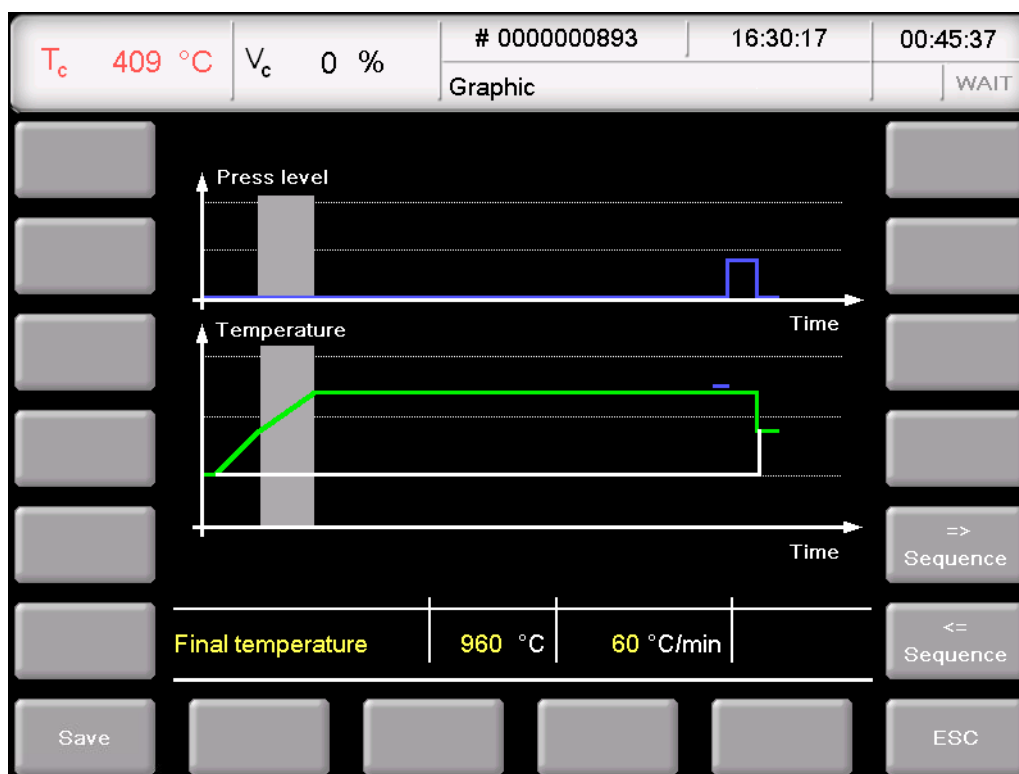 Tc 409 °C Vc 0 % # 0000000893 16:30:17 00:45:37
Graphic WAIT
Press level
Time
Temperature
Time
=>
Sequence
Final temperature 960 °C 60 °C/min
<=
Sequence
Save ESC